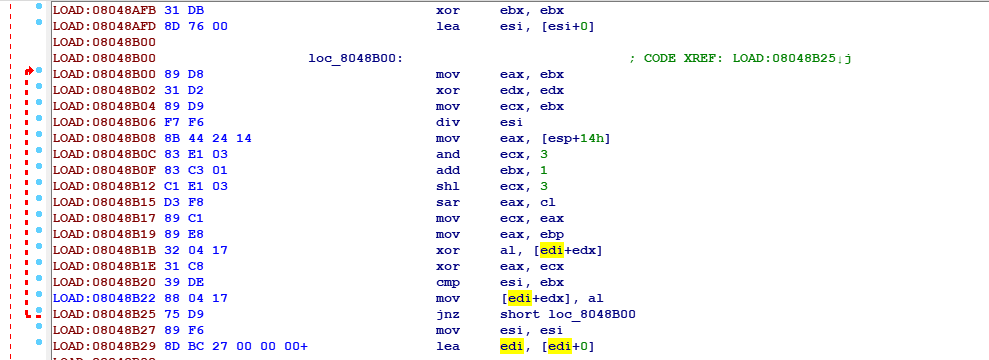 LOAD:08048AFB 31 DB xor ebx, ebx
LOAD:08048AFD 8D 76 00 lea esi, [esi+0]
LOAD:08048B00
LOAD:08048B00 loc_8048B00: ; CODE XREF: LOAD:08048B25↓j
LOAD:08048B00 89 D8 mov eax, ebx
LOAD:08048B02 31 D2 xor edx, edx
LOAD:08048B04 89 D9 mov ecx, ebx
LOAD:08048B06 F7 F6 div esi
LOAD:08048B08 8B 44 24 14 mov eax, [esp+14h]
LOAD:08048B0C 83 E1 03 and ecx, 3
LOAD:08048B0F 83 C3 01 add ebx, 1
LOAD:08048B12 C1 E1 03 shl ecx, 3
LOAD:08048B15 D3 F8 sar eax, cl
LOAD:08048B17 89 C1 mov ecx, eax
LOAD:08048B19 89 E8 mov eax, ebp
LOAD:08048B1B 32 04 17 xor al, [edi+edx]
LOAD:08048B1E 31 C8 xor eax, ecx
LOAD:08048B20 39 DE cmp esi, ebx
LOAD:08048B22 88 04 17 mov [edi+edx], al
LOAD:08048B25 75 D9 jnz short loc_8048B00
LOAD:08048B27 89 F6 mov esi, esi
LOAD:08048B29 8D BC 27 00 00 00+ lea edi, [edi+0]